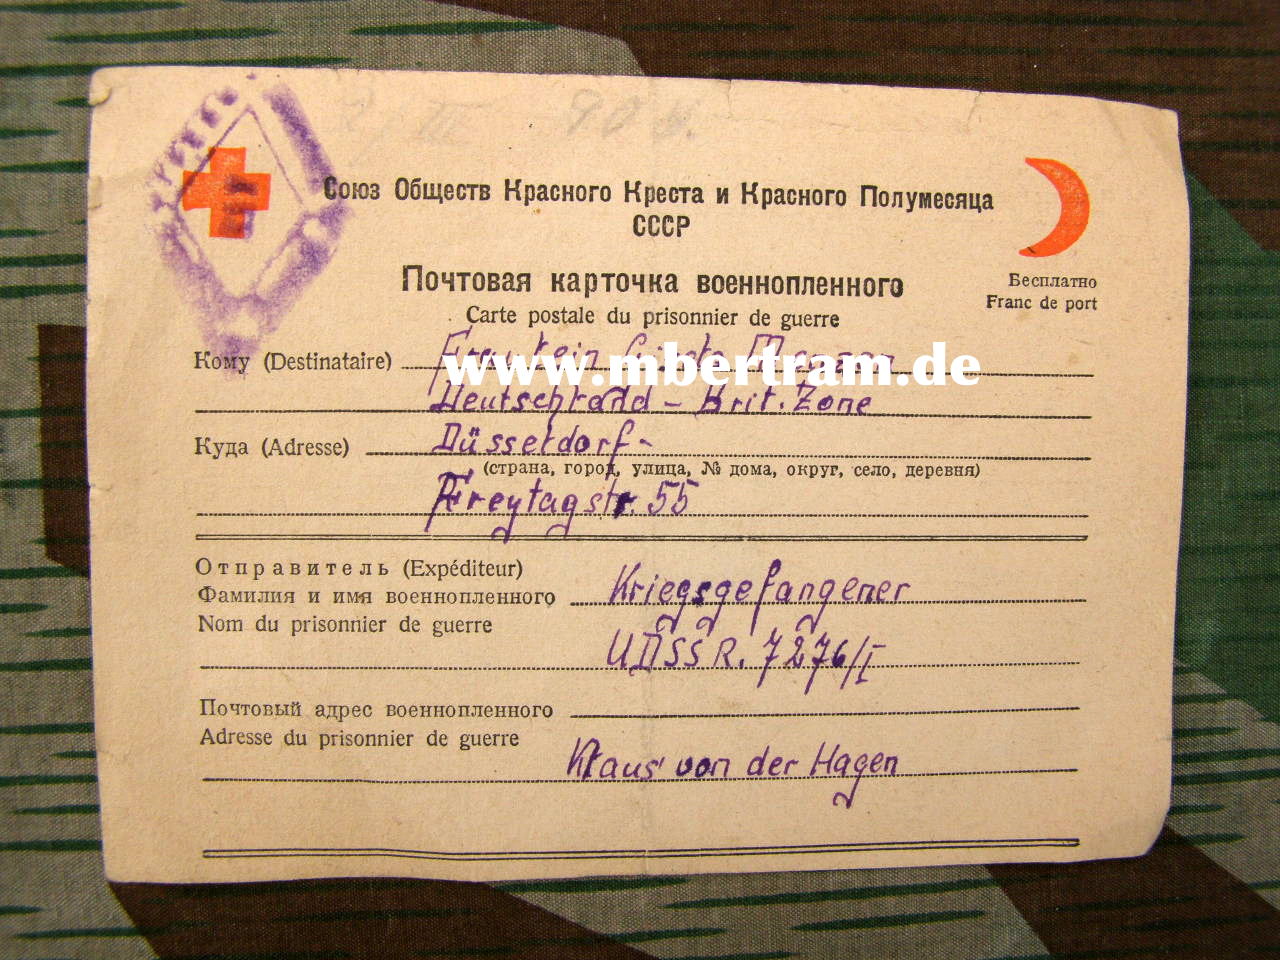 Союз Обществ Красного Креста и Красного Полумесяца
СССР
Почтовая карточка военнопленного
Бесплатно
Carte postale du prisonnier de guerre
Franc de port
Кому (Destinataire) Fräulein
www.mbertram.de
Deutschland - Brit. Zone
Куда (Adresse) Düsseldorf-
(страна, город, улица, № дома, округ, село, деревня)
Freytagstr. 55
Отправитель (Expéditeur)
Фамилия и имя военнопленного Kriegsgefangener
Nom du prisonnier de guerre
UDSSR. 7276/I
Почтовый адрес военнопленного
Adresse du prisonnier de guerre
Klaus von der Hagen